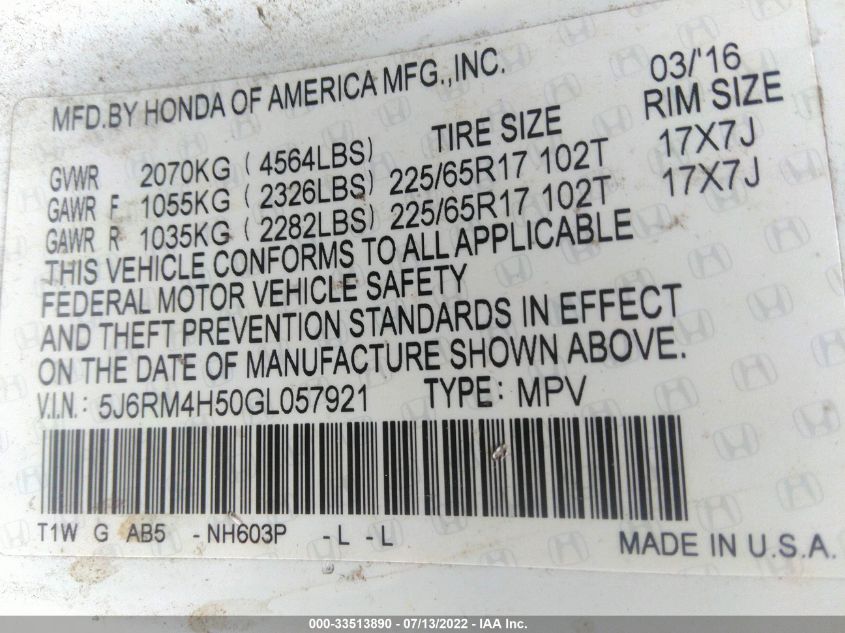 MFD.BY HONDA OF AMERICA MFG.,INC. 03/'16
TIRE SIZE RIM SIZE
GVWR 2070KG (4564LBS)
GAWR F 1055KG (2326LBS) 225/65R17 102T 17X7J
GAWR R 1035KG (2282LBS) 225/65R17 102T 17X7J
THIS VEHICLE CONFORMS TO ALL APPLICABLE
FEDERAL MOTOR VEHICLE SAFETY
AND THEFT PREVENTION STANDARDS IN EFFECT
ON THE DATE OF MANUFACTURE SHOWN ABOVE.
V.I.N.: 5J6RM4H50GL057921 TYPE: MPV
T1W G AB5 -NH603P -L -L
MADE IN U.S.A.
000-33513890 - 07/13/2022 - IAA Inc.